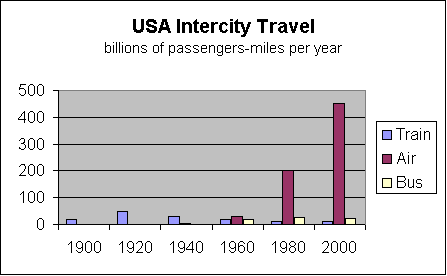 USA Intercity Travel
billions of passengers-miles per year
500
400
300
200
100
0
1900 1920 1940 1960 1980 2000
Train
Air
Bus